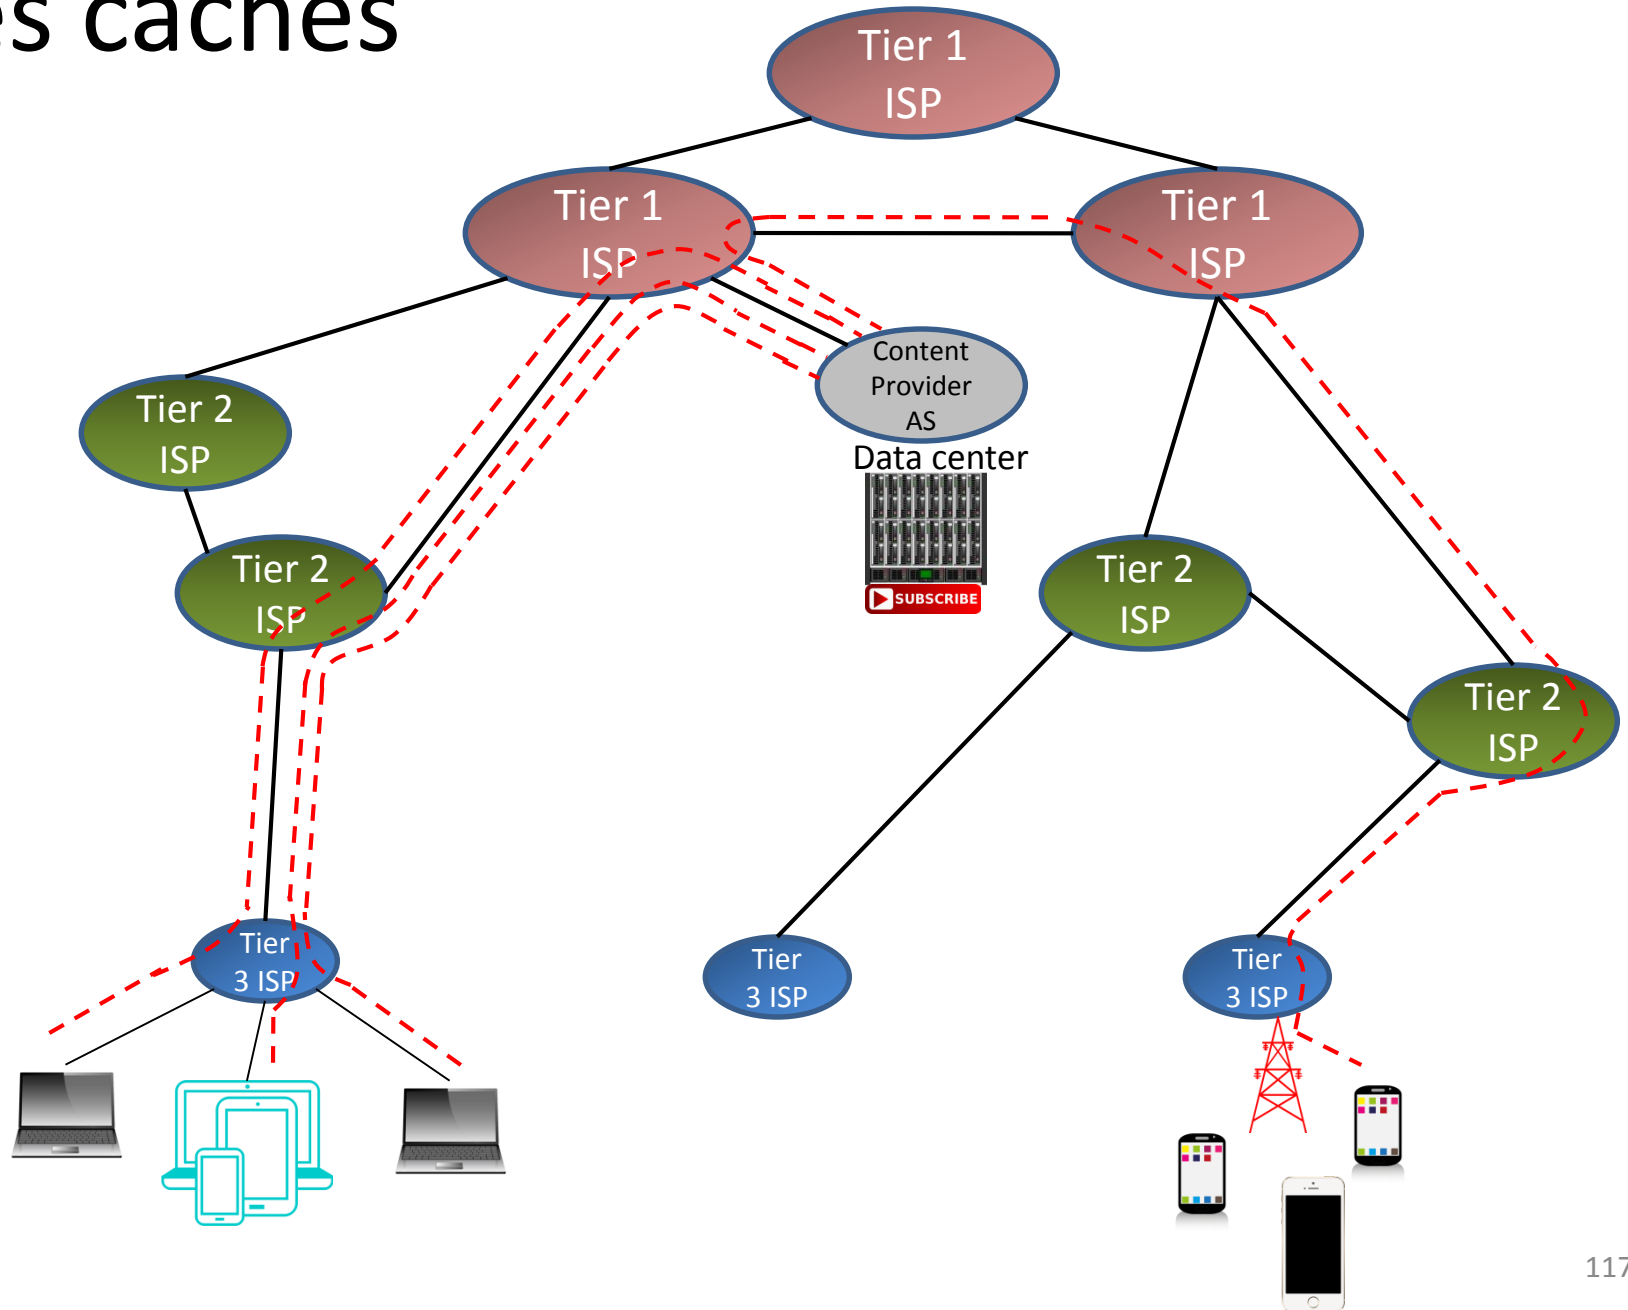 es caches
Tier 1
ISP
Tier 1
ISP
Tier 1
ISP
Content
Provider
AS
Data center
SUBSCRIBE
Tier 2
ISP
Tier 2
ISP
Tier 2
ISP
Tier 2
ISP
Tier
3 ISP
Tier
3 ISP
Tier
3 ISP
117